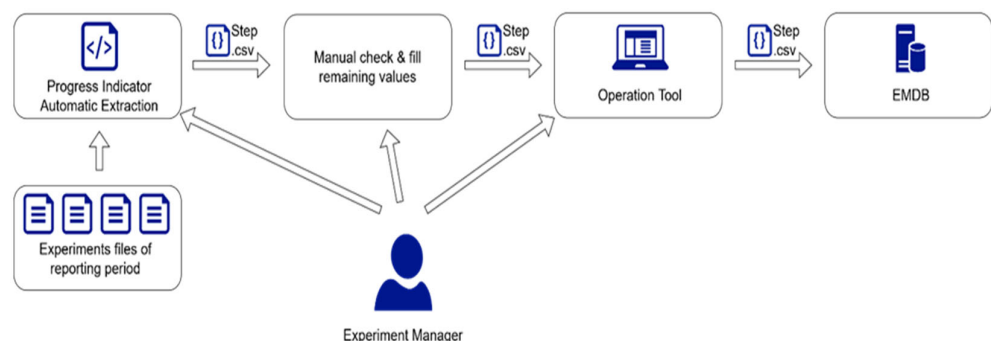 Progress Indicator
Automatic Extraction
Step
.csv
Manual check & fill
remaining values
Step
.csv
Operation Tool
Step
.csv
EMDB
Experiments files of
reporting period
Experiment Manager